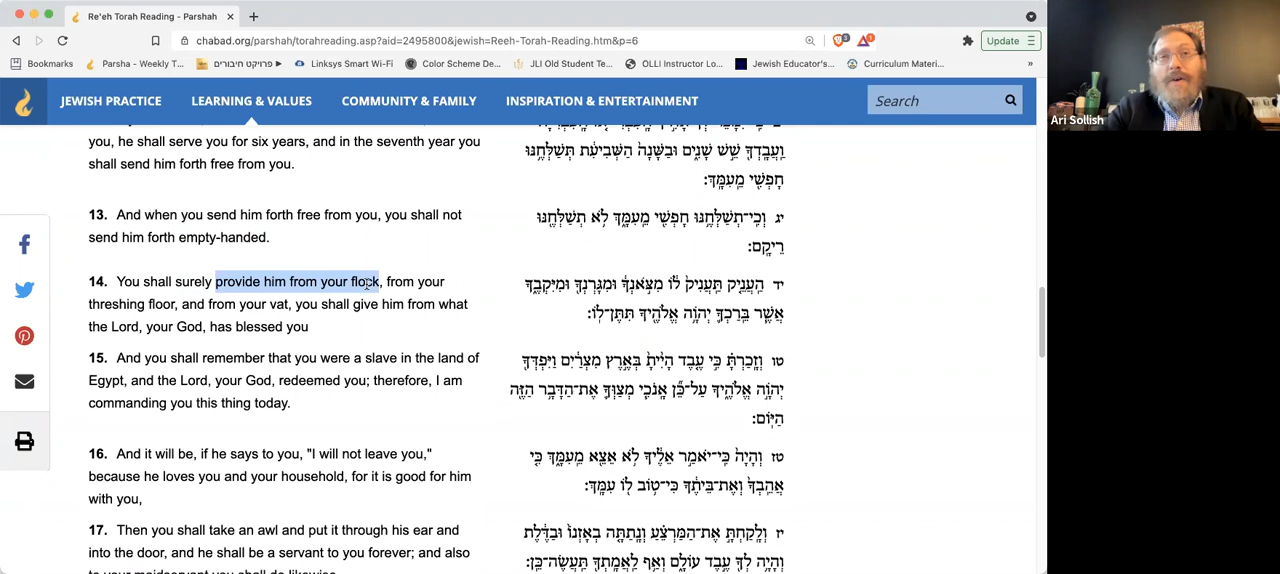 Re'eh Torah Reading - Parshah
chabad.org/parshah/torahreading.asp?aid=2495800&jewish=Reeh-Torah-Reading.htm&p=6
3
1
Update
Bookmarks
Parsha - Weekly T...
פרויקט חיבורים
Linksys Smart Wi-Fi
Color Scheme De...
JLI Old Student Te...
OLLI Instructor Lo...
Jewish Educator's...
Curriculum Materi...
»
JEWISH PRACTICE
LEARNING & VALUES
COMMUNITY & FAMILY
INSPIRATION & ENTERTAINMENT
Search
Ari Sollish
you, he shall serve you for six years, and in the seventh year you
shall send him forth free from you.
וַֽעֲבָֽדְךָ֖ שֵׁ֣שׁ שָׁנִ֑ים וּבַשָּׁנָה֙ הַשְּׁבִיעִ֔ת תְּשַׁלְּחֶ֥נּוּ
חָפְשִׁ֖י מֵֽעִמָּֽךְ:
13. And when you send him forth free from you, you shall not
send him forth empty-handed.
יג וְכִֽי־תְשַׁלְּחֶ֥נּוּ חָפְשִׁ֖י מֵֽעִמָּ֑ךְ לֹ֥א תְשַׁלְּחֶ֖נּוּ
רֵיקָֽם:
14. You shall surely provide him from your flock, from your
threshing floor, and from your vat, you shall give him from what
the Lord, your God, has blessed you
יד הַֽעֲנֵ֤יק תַּֽעֲנִיק֙ ל֔וֹ מִצֹּ֣אנְךָ֔ וּמִגָּרְנְךָ֖ וּמִיִּקְבֶ֑ךָ
אֲשֶׁ֧ר בֵּֽרַכְךָ֛ יְהֹוָ֥ה אֱלֹהֶ֖יךָ תִּתֶּן־לֽוֹ:
15. And you shall remember that you were a slave in the land of
Egypt, and the Lord, your God, redeemed you; therefore, I am
commanding you this thing today.
טו וְזָֽכַרְתָּ֗ כִּ֣י עֶ֤בֶד הָיִ֨יתָ֙ בְּאֶ֣רֶץ מִצְרַ֔יִם וַיִּפְדְּךָ֖
יְהֹוָ֣ה אֱלֹהֶ֑יךָ עַל־כֵּ֞ן אָֽנֹכִ֧י מְצַוְּךָ֛ אֶת־הַדָּבָ֥ר הַזֶּ֖ה
הַיּֽוֹם:
16. And it will be, if he says to you, "I will not leave you,"
because he loves you and your household, for it is good for him
with you,
טז וְהָיָה֙ כִּֽי־יֹאמַ֣ר אֵלֶ֔יךָ לֹ֥א אֵצֵ֖א מֵֽעִמָּ֑ךְ כִּ֤י
אֲהֵֽבְךָ֙ וְאֶת־בֵּיתֶ֔ךָ כִּי־ט֥וֹב ל֖וֹ עִמָּֽךְ:
17. Then you shall take an awl and put it through his ear and
into the door, and he shall be a servant to you forever; and also
יז וְלָֽקַחְתָּ֣ אֶת־הַמַּרְצֵ֗עַ וְנָֽתַתָּ֤ה בְאָזְנוֹ֙ וּבַדֶּ֔לֶת
וְהָיָ֥ה לְךָ֖ עֶ֣בֶד עוֹלָ֑ם וְאַ֥ף לַֽאֲמָֽתְךָ֖ תַּֽעֲשֶׂה־כֵּֽן: